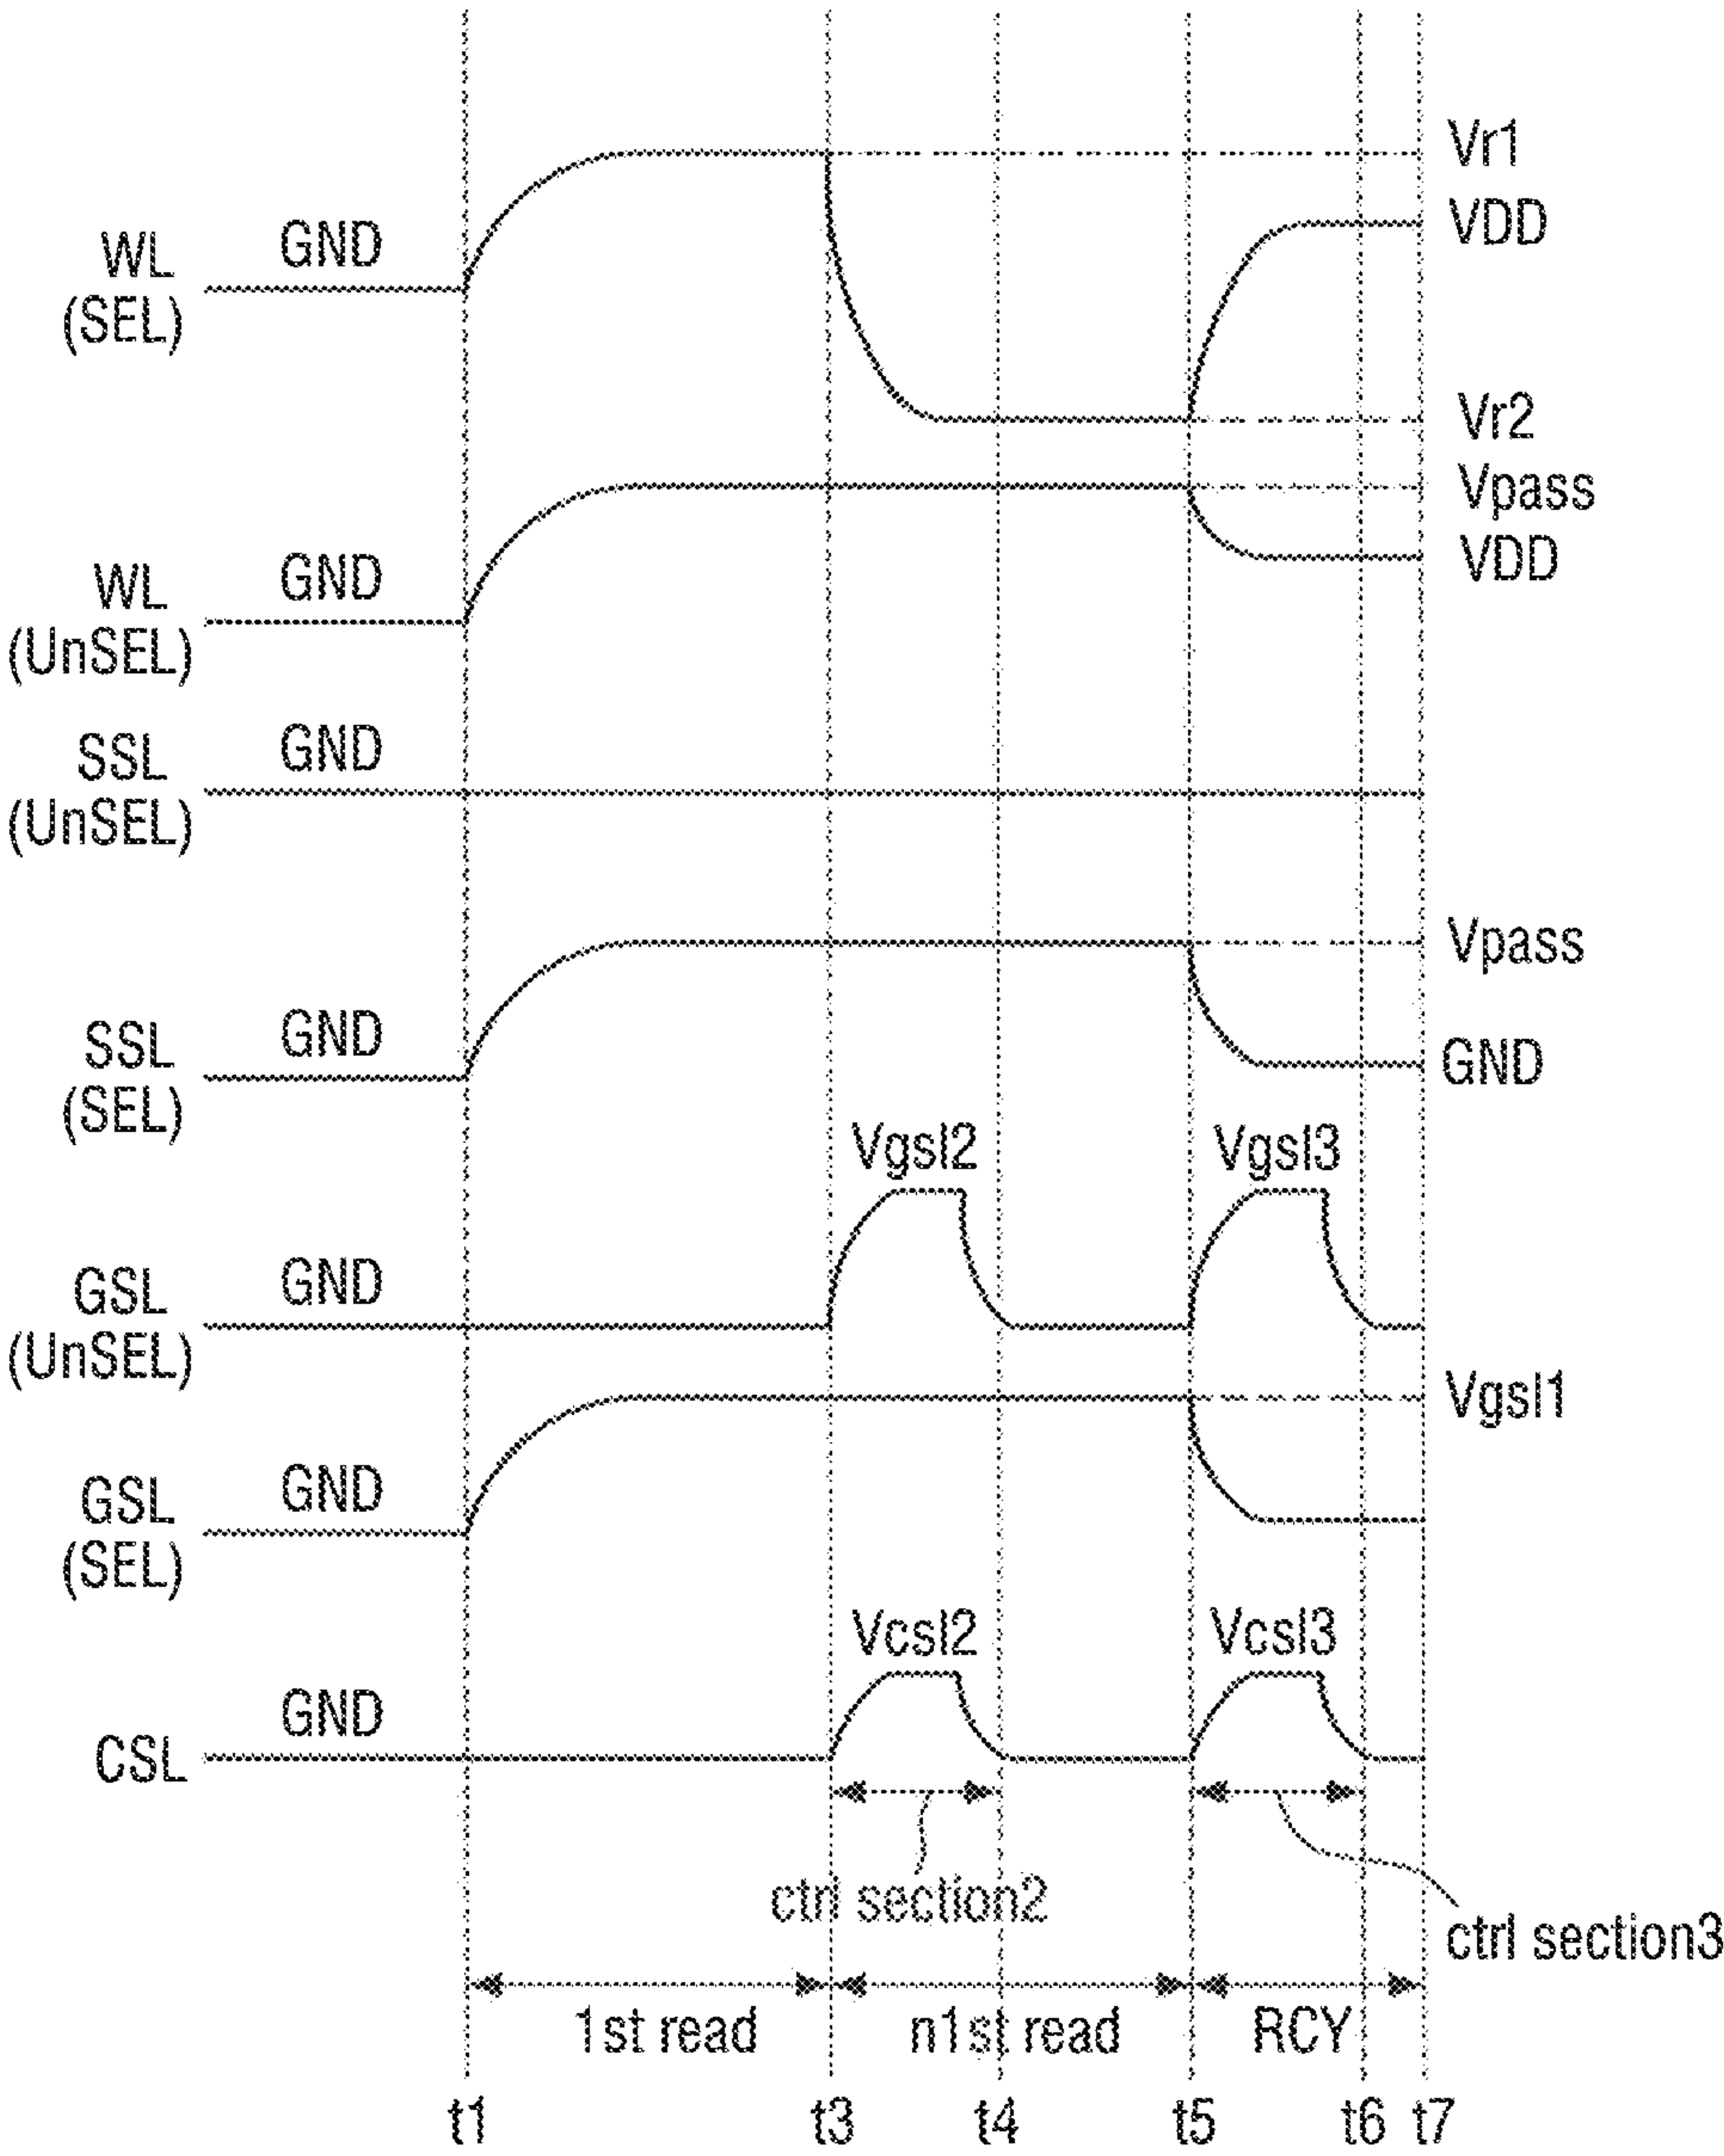 Vr1
VDD
GND
WL
(SEL)
Vr2
Vpass
VDD
GND
WL
(UnSEL)
GND
SSL
(UnSEL)
Vpass
GND
SSL
(SEL)
GND
Vgsl2
Vgsl3
GND
GSL
(UnSEL)
Vgsl1
GND
GSL
(SEL)
Vcsl2
Vcsl3
GND
CSL
ctrl section2
ctrl section3
1st read
n1st read
RCY
t1
t3
t4
t5
t6
t7